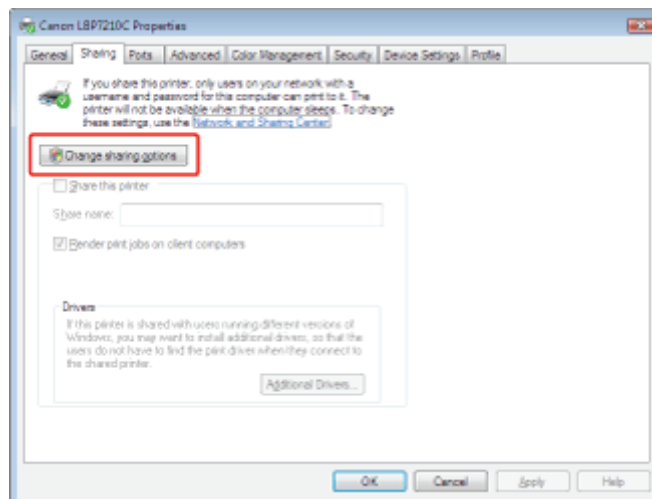 Canon LBP7210C Properties
General Sharing Ports Advanced Color Management Security Device Settings Profile
If you share this printer, only users on your network with a
username and password for this computer can print to it. The
printer will not be available when the computer sleeps. To change
these settings, use the Network and Sharing Center.
Change sharing options
Share this printer
Share name:
Render print jobs on client computers
Drivers
If this printer is shared with users running different versions of
Windows, you may want to install additional drivers, so that the
users do not have to find the print driver when they connect to
the shared printer.
Additional Drivers...
OK Cancel Apply Help